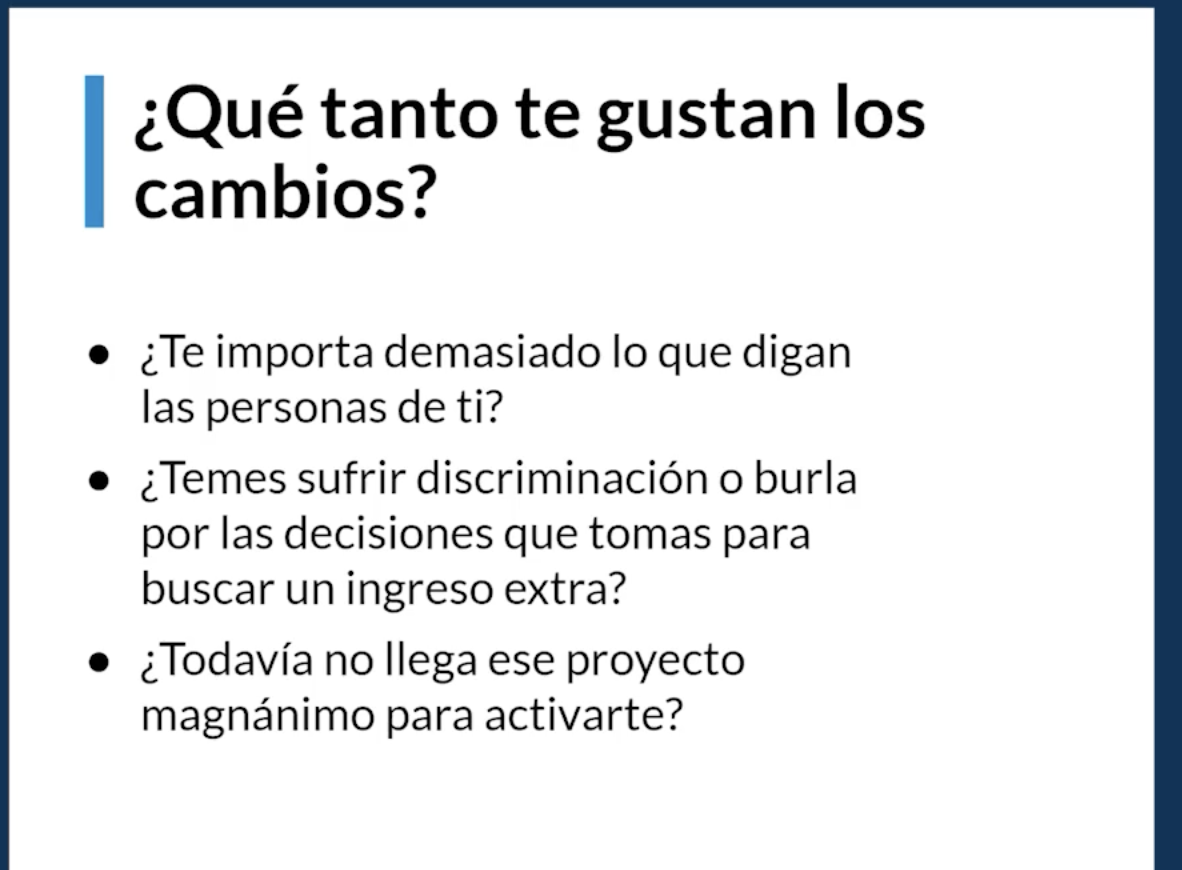 ¿Qué tanto te gustan los
cambios?
● ¿Te importa demasiado lo que digan
las personas de ti?
● ¿Temes sufrir discriminación o burla
por las decisiones que tomas para
buscar un ingreso extra?
● ¿Todavía no llega ese proyecto
magnánimo para activarte?